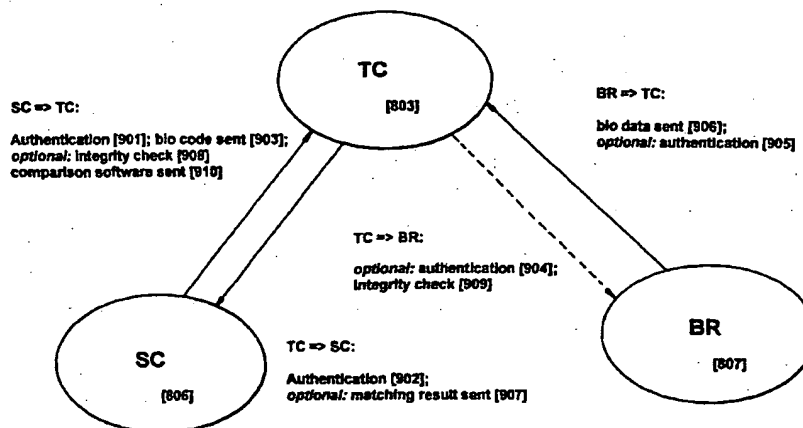 TC
[803]
SC => TC:
Authentication [901]; bio code sent [903];
optional: integrity check [908]
comparison software sent [910]
BR => TC:
bio data sent [906];
optional: authentication [905]
TC => BR:
optional: authentication [904];
integrity check [909]
SC
[806]
TC => SC:
Authentication [902];
optional: matching result sent [907]
BR
[807]